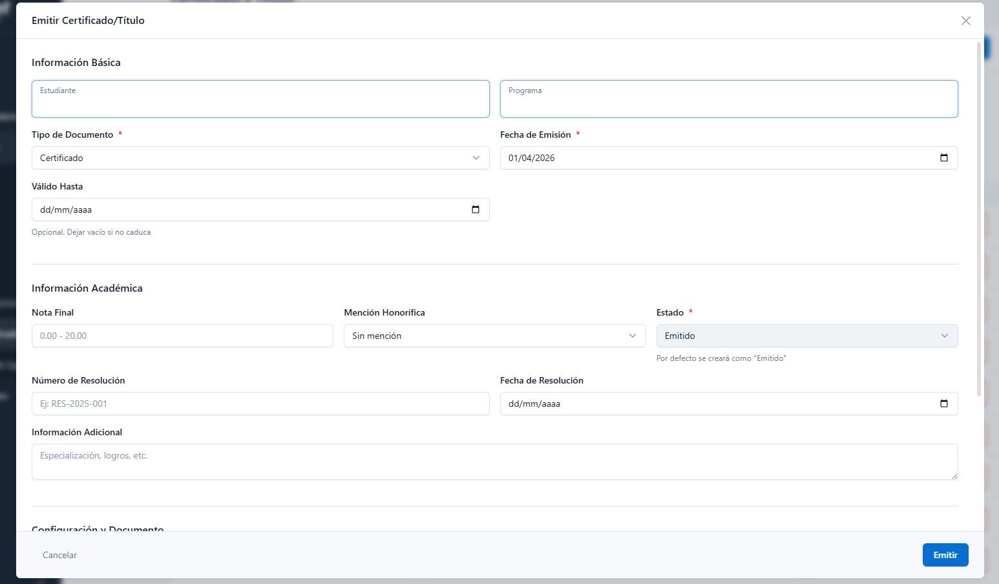 Emitir Certificado/Título
Información Básica
Estudiante
Programa
Tipo de Documento *
Fecha de Emisión *
Certificado
01/04/2026
Válido Hasta
dd/mm/aaaa
Opcional. Dejar vacío si no caduca
Información Académica
Nota Final
Mención Honorífica
Estado *
0.00 - 20.00
Sin mención
Emitido
Por defecto se creará como "Emitido"
Número de Resolución
Fecha de Resolución
Ej: RES-2025-001
dd/mm/aaaa
Información Adicional
Especialización, logros, etc.
Configuración y Documento
Cancelar
Emitir